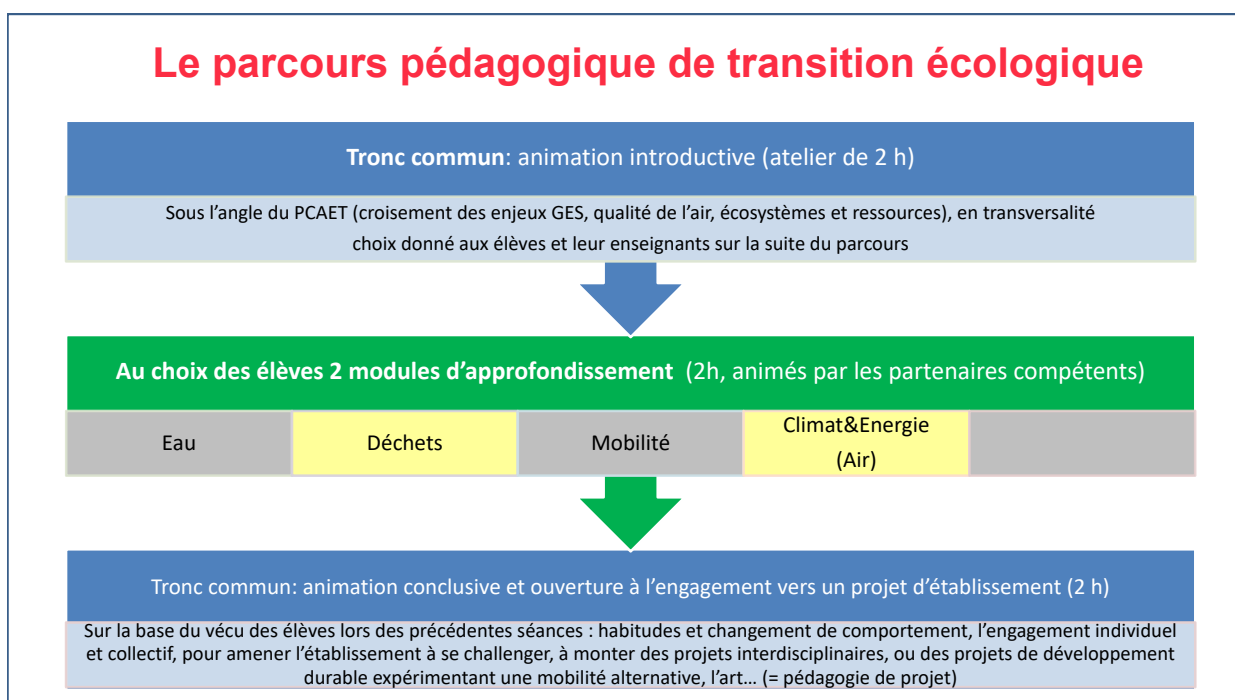 Le parcours pédagogique de transition écologique
Tronc commun: animation introductive (atelier de 2 h)
Sous l’angle du PCAET (croisement des enjeux GES, qualité de l’air, écosystèmes et ressources), en transversalité
choix donné aux élèves et leur enseignants sur la suite du parcours
Au choix des élèves 2 modules d’approfondissement (2h, animés par les partenaires compétents)
Eau
Déchets
Mobilité
Climat&Energie
(Air)
Tronc commun: animation conclusive et ouverture à l’engagement vers un projet d’établissement (2 h)
Sur la base du vécu des élèves lors des précédentes séances : habitudes et changement de comportement, l’engagement individuel
et collectif, pour amener l’établissement à se challenger, à monter des projets interdisciplinaires, ou des projets de développement
durable expérimentant une mobilité alternative, l’art… (= pédagogie de projet)